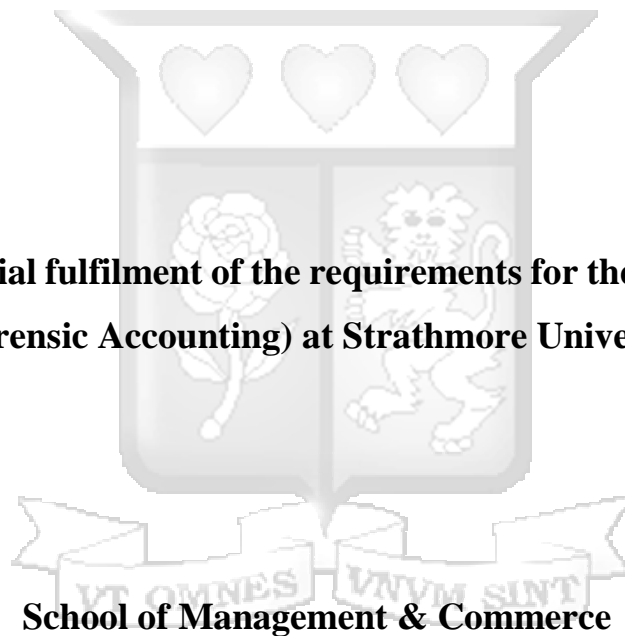 ial fulfilment of the requirements for the
rensic Accounting) at Strathmore Unive
VT OMNES VNVM SINT
School of Management & Commerce